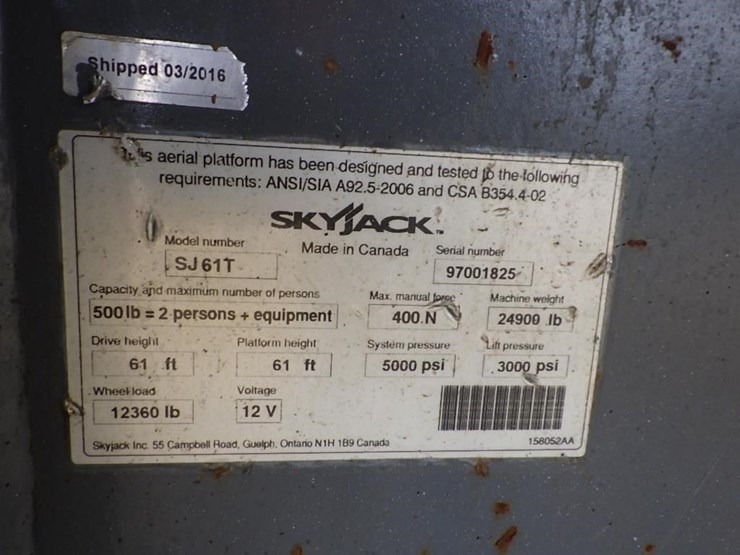 Shipped 03/2016
This aerial platform has been designed and tested to the following
requirements: ANSI/SIA A92.5-2006 and CSA B354.4-02
SKYJACK™
Model number
Made in Canada
Serial number
SJ61T
97001825
Capacity and maximum number of persons
Max. manual force
Machine weight
500 lb = 2 persons + equipment
400 N
24900 lb
Drive height
Platform height
System pressure
Lift pressure
61 ft
61 ft
5000 psi
3000 psi
Wheel load
Voltage
12360 lb
12 V
Skyjack Inc. 55 Campbell Road, Guelph, Ontario N1H 1B9 Canada
158052AA